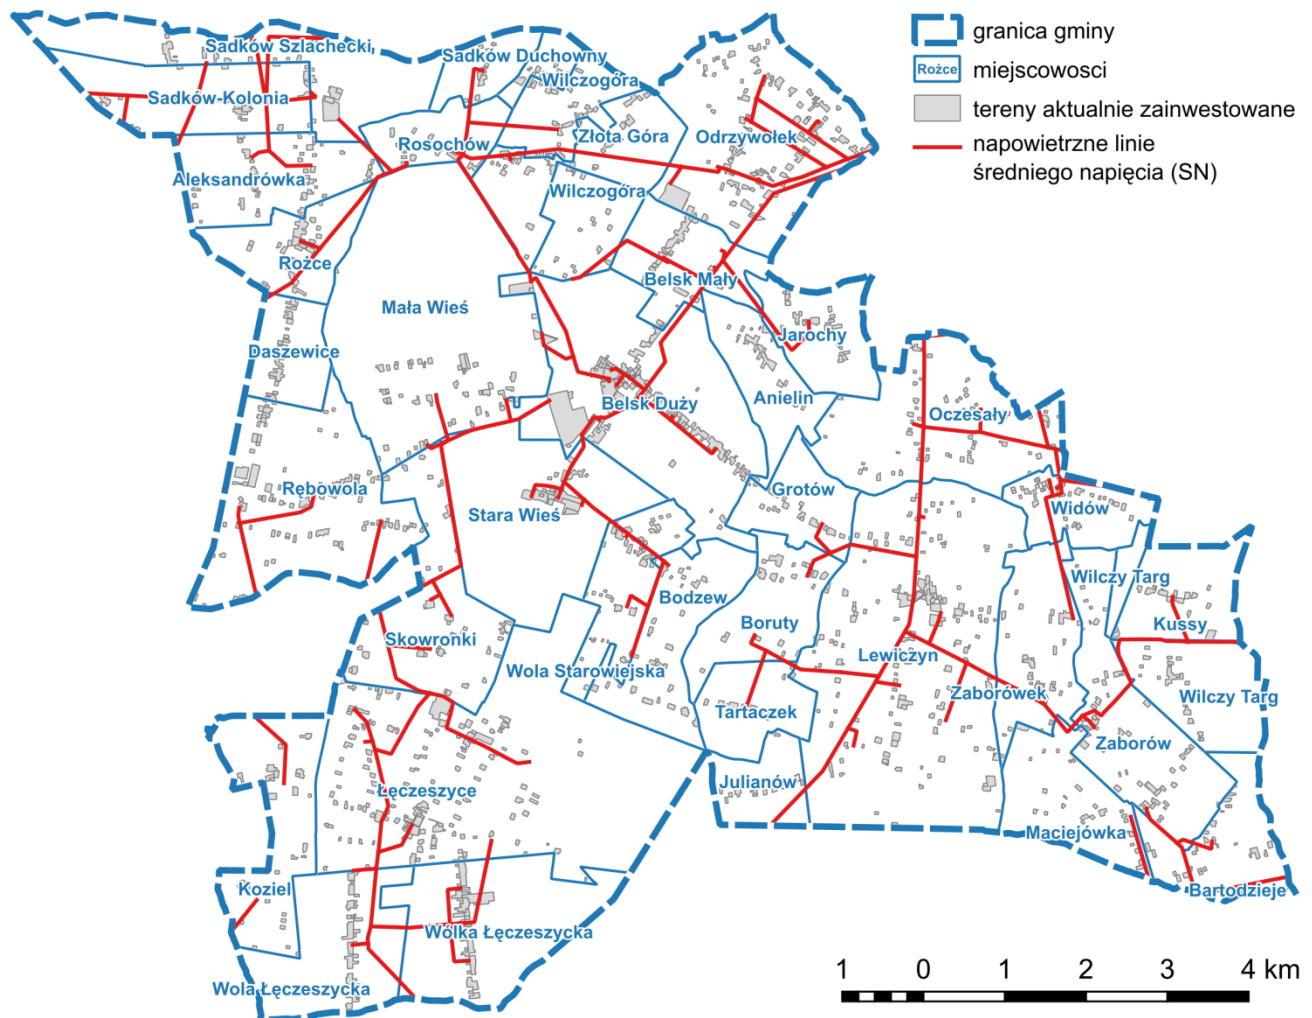 granica gminy
Rożce
miejscowosci
tereny aktualnie zainwestowane
napowietrzne linie
średniego napięcia (SN)
Sadków Szlachecki
Sadków Duchowny
Wilczogóra
Sadków-Kolonia
Złota Góra
Odrzywołek
Rosochów
Aleksandrówka
Wilczogóra
Rożce
Belsk Mały
Mała Wieś
Jarochy
Daszewice
Anielin
Belsk Duży
Oczesały
Rębowola
Grotów
Stara Wieś
Widów
Wilczy Targ
Bodzew
Boruty
Kussy
Skowronki
Lewiczyn
Wola Starowiejska
Zaborówek
Wilczy Targ
Tartaczek
Zaborów
Julianów
Łęczeszyce
Maciejówka
Koziel
Bartodzieje
Wólka Łęczeszycka
Wola Łęczeszycka
1 0 1 2 3 4 km